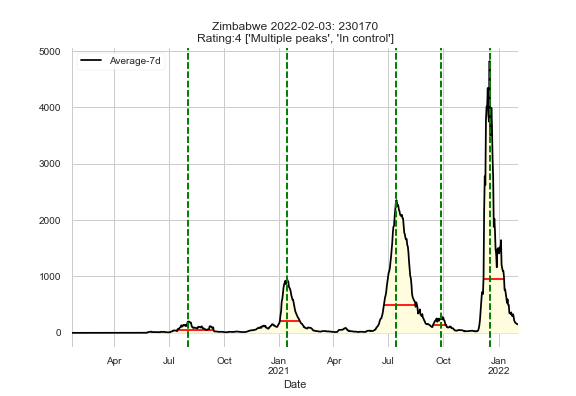 Zimbabwe 2022-02-03: 230170
Rating:4 ['Multiple peaks', 'In control']
Average-7d
5000
4000
3000
2000
1000
0
Apr Jul Oct Jan Apr Jul Oct Jan
2021 2022
Date